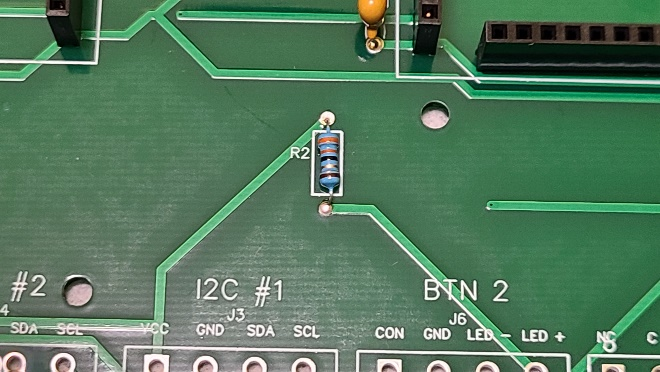 R2
#2
I2C #1
BTN 2
4
J3
J6
SDA SCL
VCC GND SDA SCL
CON GND LED - LED +
NC C